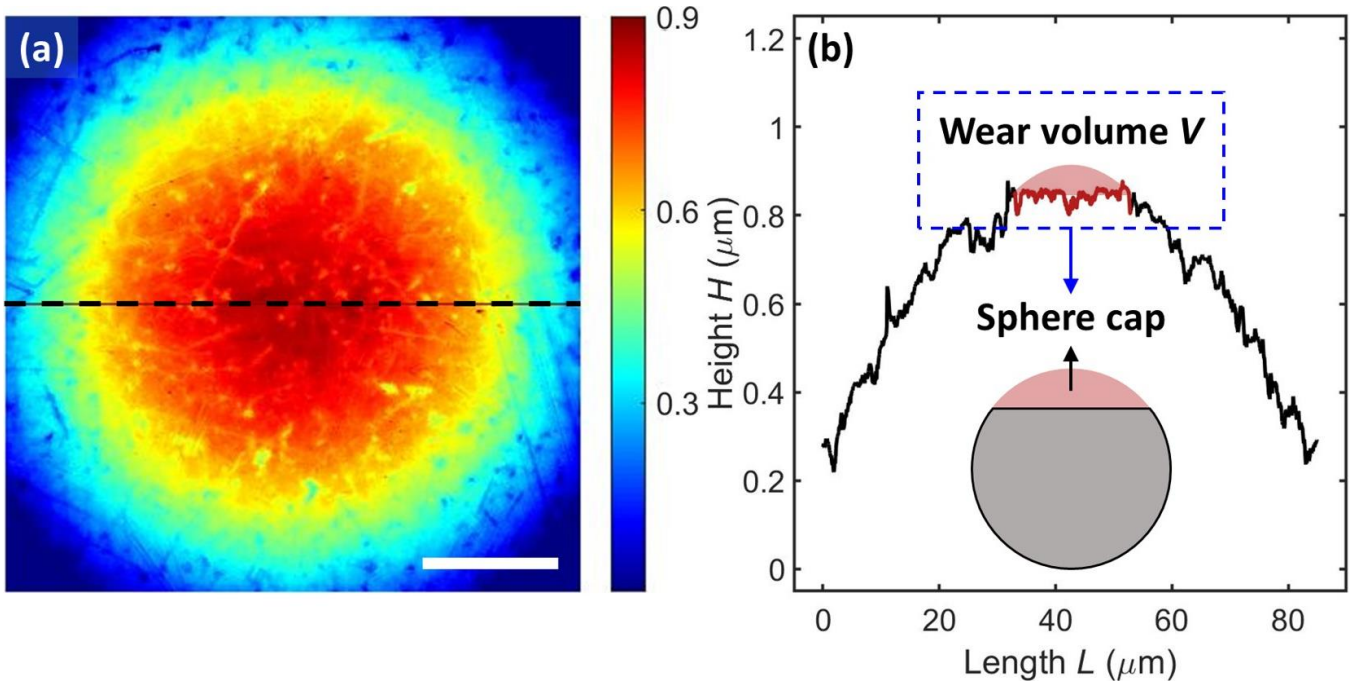 (a)
0.9
0.6
0.3
(b)
1.2
1
0.8
0.6
0.4
0.2
0
Height H (μm)
Wear volume V
Sphere cap
0 20 40 60 80
Length L (μm)